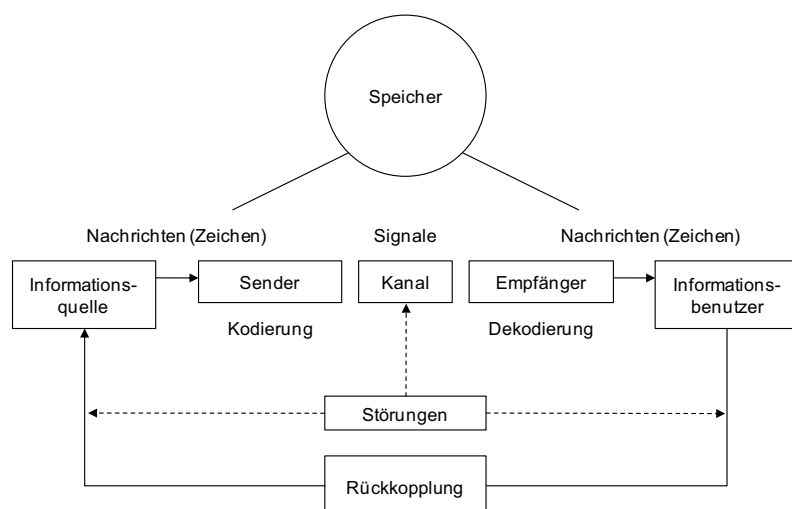 Speicher
Nachrichten (Zeichen)
Signale
Nachrichten (Zeichen)
Informations-
quelle
Sender
Kanal
Empfänger
Informations-
benutzer
Kodierung
Dekodierung
Störungen
Rückkopplung